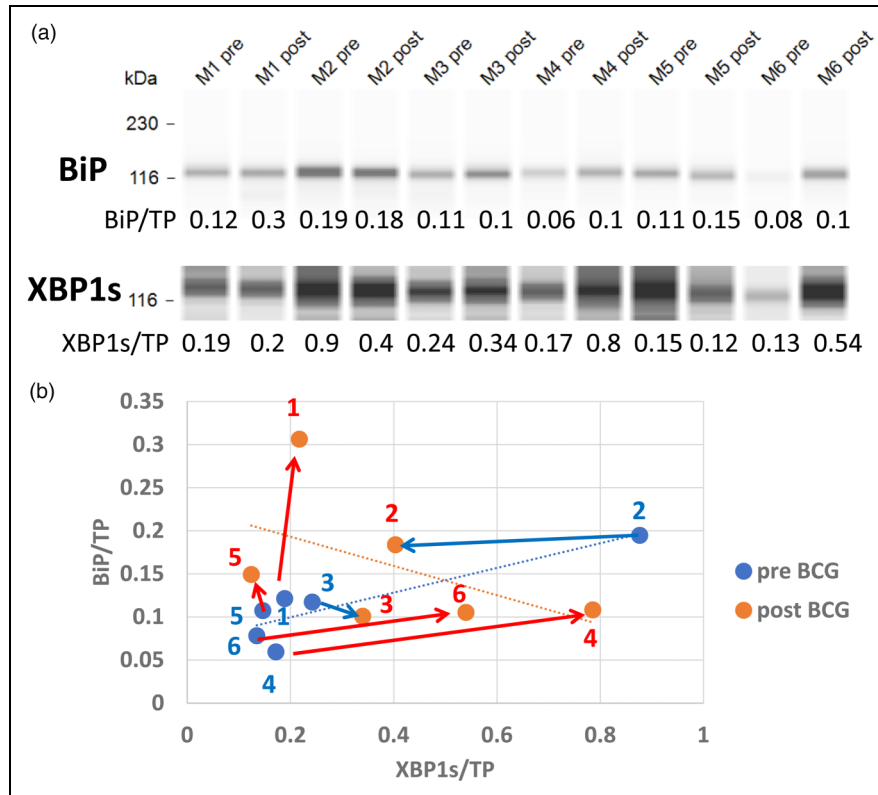 (a)
M1 pre M1 post M2 pre M2 post M3 pre M3 post M4 pre M4 post M5 pre M5 post M6 pre M6 post
kDa
230 –
BiP 116 –
BiP/TP 0.12 0.3 0.19 0.18 0.11 0.1 0.06 0.1 0.11 0.15 0.08 0.1
XBP1s 116 –
XBP1s/TP 0.19 0.2 0.9 0.4 0.24 0.34 0.17 0.8 0.15 0.12 0.13 0.54
(b)
0.35
0.3
0.25
0.2
0.15
0.1
0.05
0
BiP/TP
1
2
2
5
3
6
5
1
3
6
4
4
pre BCG
post BCG
0 0.2 0.4 0.6 0.8 1
XBP1s/TP